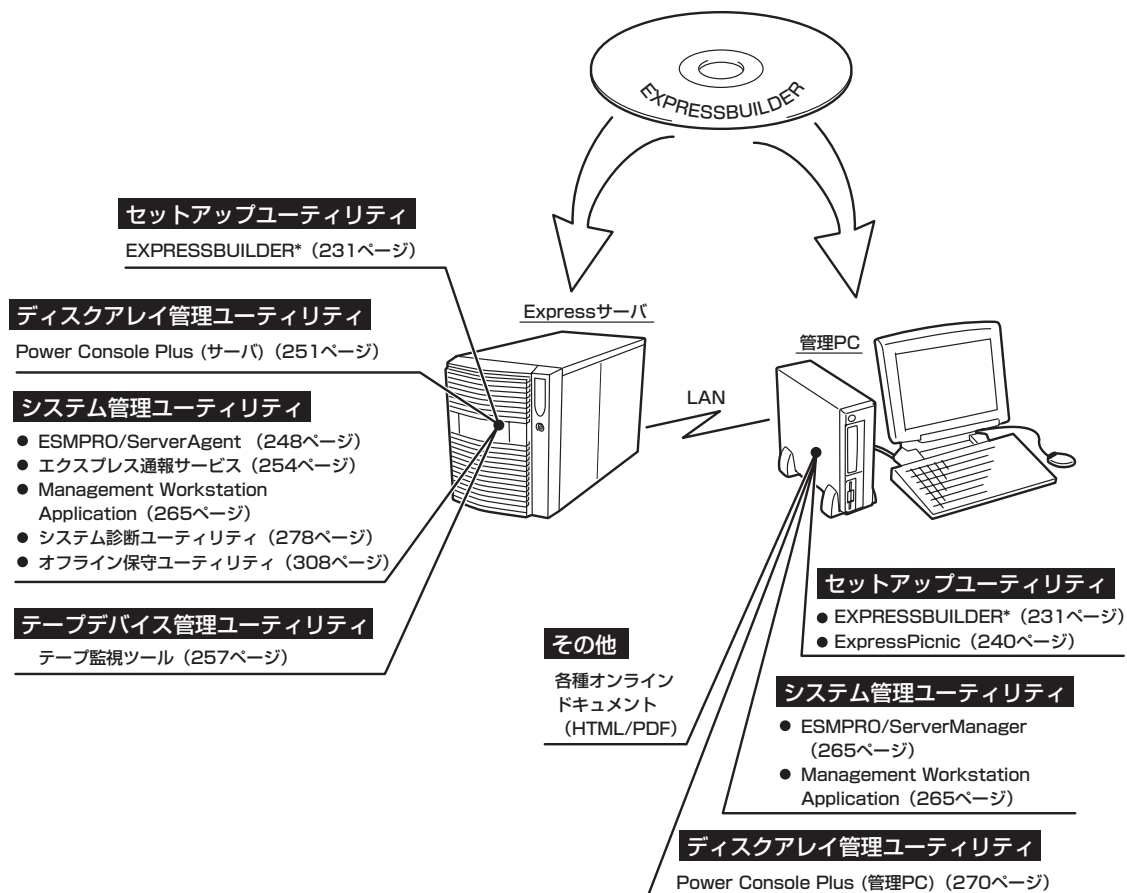 EXPRESSBUILDER
セットアップユーティリティ
EXPRESSBUILDER*（231ページ）
ディスクアレイ管理ユーティリティ
Power Console Plus (サーバ)（251ページ）
システム管理ユーティリティ
● ESMPRO/ServerAgent （248ページ）
● エクスプレス通報サービス（254ページ）
● Management Workstation
Application（265ページ）
● システム診断ユーティリティ（278ページ）
● オフライン保守ユーティリティ（308ページ）
テープデバイス管理ユーティリティ
テープ監視ツール（257ページ）
Expressサーバ
LAN
管理PC
その他
各種オンライン
ドキュメント
（HTML/PDF）
セットアップユーティリティ
● EXPRESSBUILDER*（231ページ）
● ExpressPicnic（240ページ）
システム管理ユーティリティ
● ESMPRO/ServerManager
（265ページ）
● Management Workstation
Application（265ページ）
ディスクアレイ管理ユーティリティ
Power Console Plus (管理PC)（270ページ）